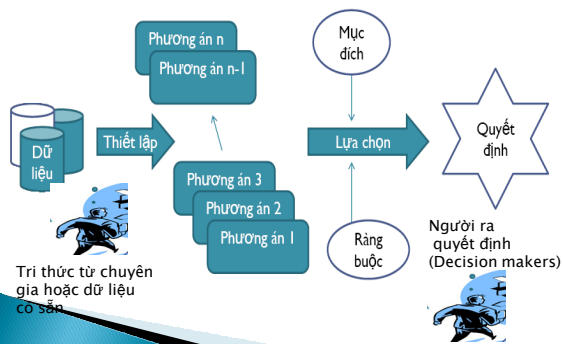 Phương án n
Phương án n-1
Mục
đích
Dữ
liệu
Thiết lập
Lựa chọn
Quyết
định
Phương án 3
Phương án 2
Phương án 1
Rảng
buộc
Người ra
quyết định
(Decision makers)
Tri thức từ chuyên
gia hoặc dữ liệu
có sẵn